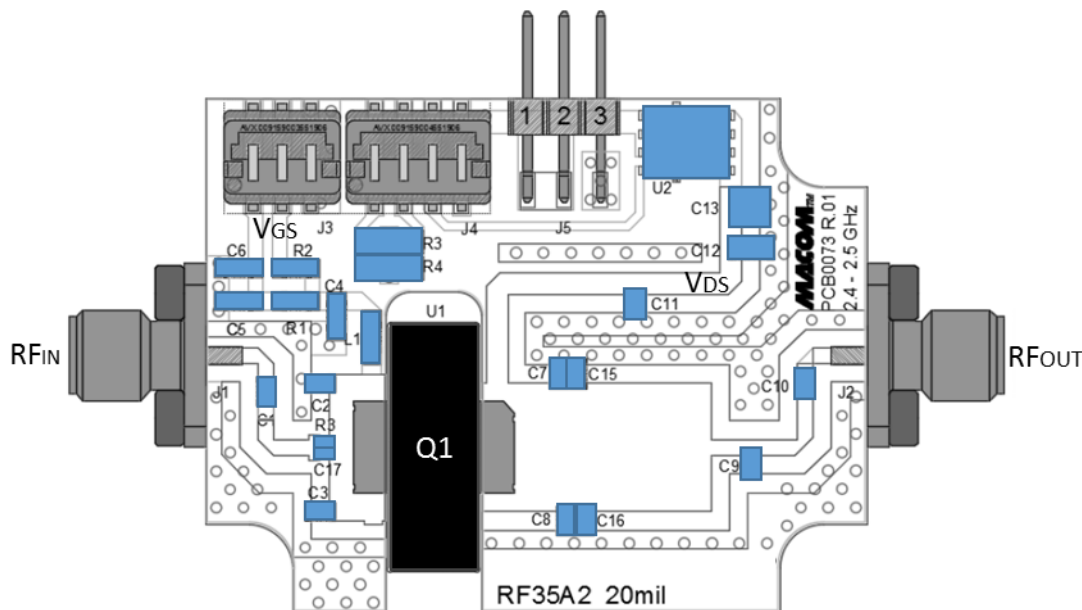 1 2 3
U2
J3
J4
J5
VGS
C13
C12
R3
R4
C6
R2
C4
VDS
C11
MACOM™
PCB0073 R.01
2.4 - 2.5 GHz
U1
C5
R1
L1
RFIN
J1
C1
C2
R3
C17
C3
Q1
C7
C15
C10
J2
RFOUT
C9
C8
C16
RF35A2 20mil